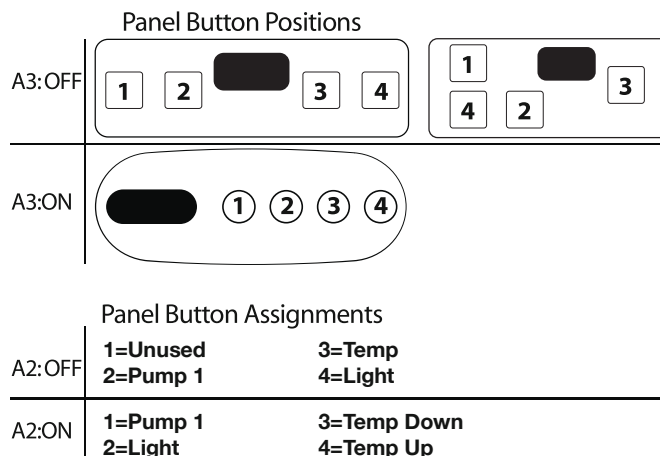 Panel Button Positions
A3:OFF
1 2 3 4
1 3
4 2
A3:ON
1 2 3 4
Panel Button Assignments
A2:OFF
1=Unused 3=Temp
2=Pump 1 4=Light
A2:ON
1=Pump 1 3=Temp Down
2=Light 4=Temp Up